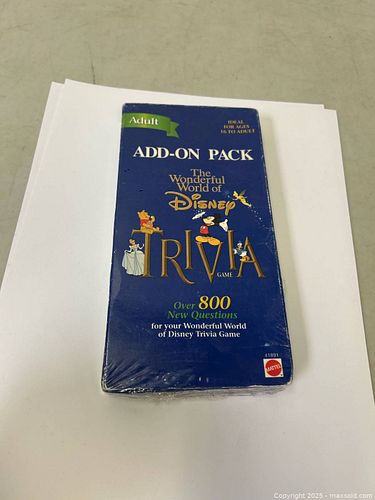 Adult
IDEAL
FOR AGES
16 TO ADULT
ADD-ON PACK
The
Wonderful
World of
Disney
TRIVIA
GAME
Over 800
New Questions
for your Wonderful World
of Disney Trivia Game
41891
MATTEL
Copyright 2025 - maxsold.com